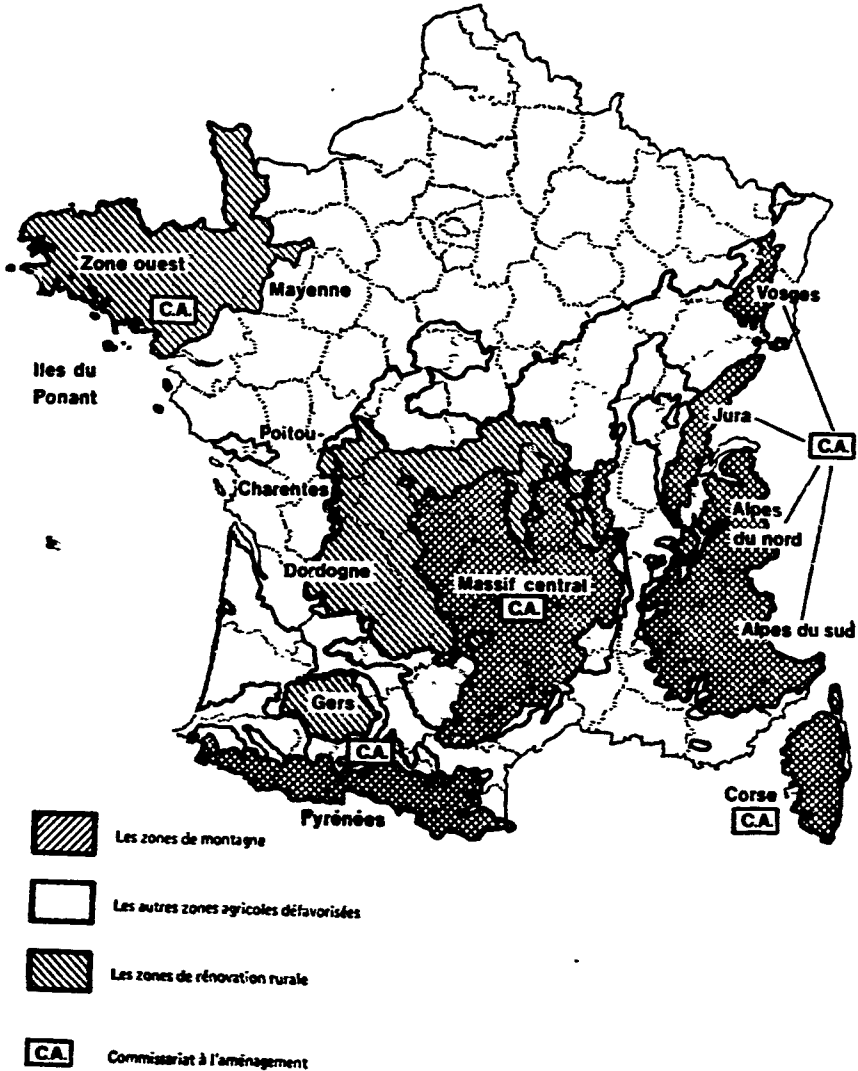 Zone ouest
C.A.
Mayenne
Iles du
Ponant
Vosges
Poitou-
Charentes
Jura
C.A.
Alpes
du nord
Dordogne
Massif central
C.A.
Alpes du sud
Gers
C.A.
Pyrénées
Corse
C.A.
Les zones de montagne
Les autres zones agricoles défavorisées
Les zones de rénovation rurale
C.A.
Commissariat à l'aménagement